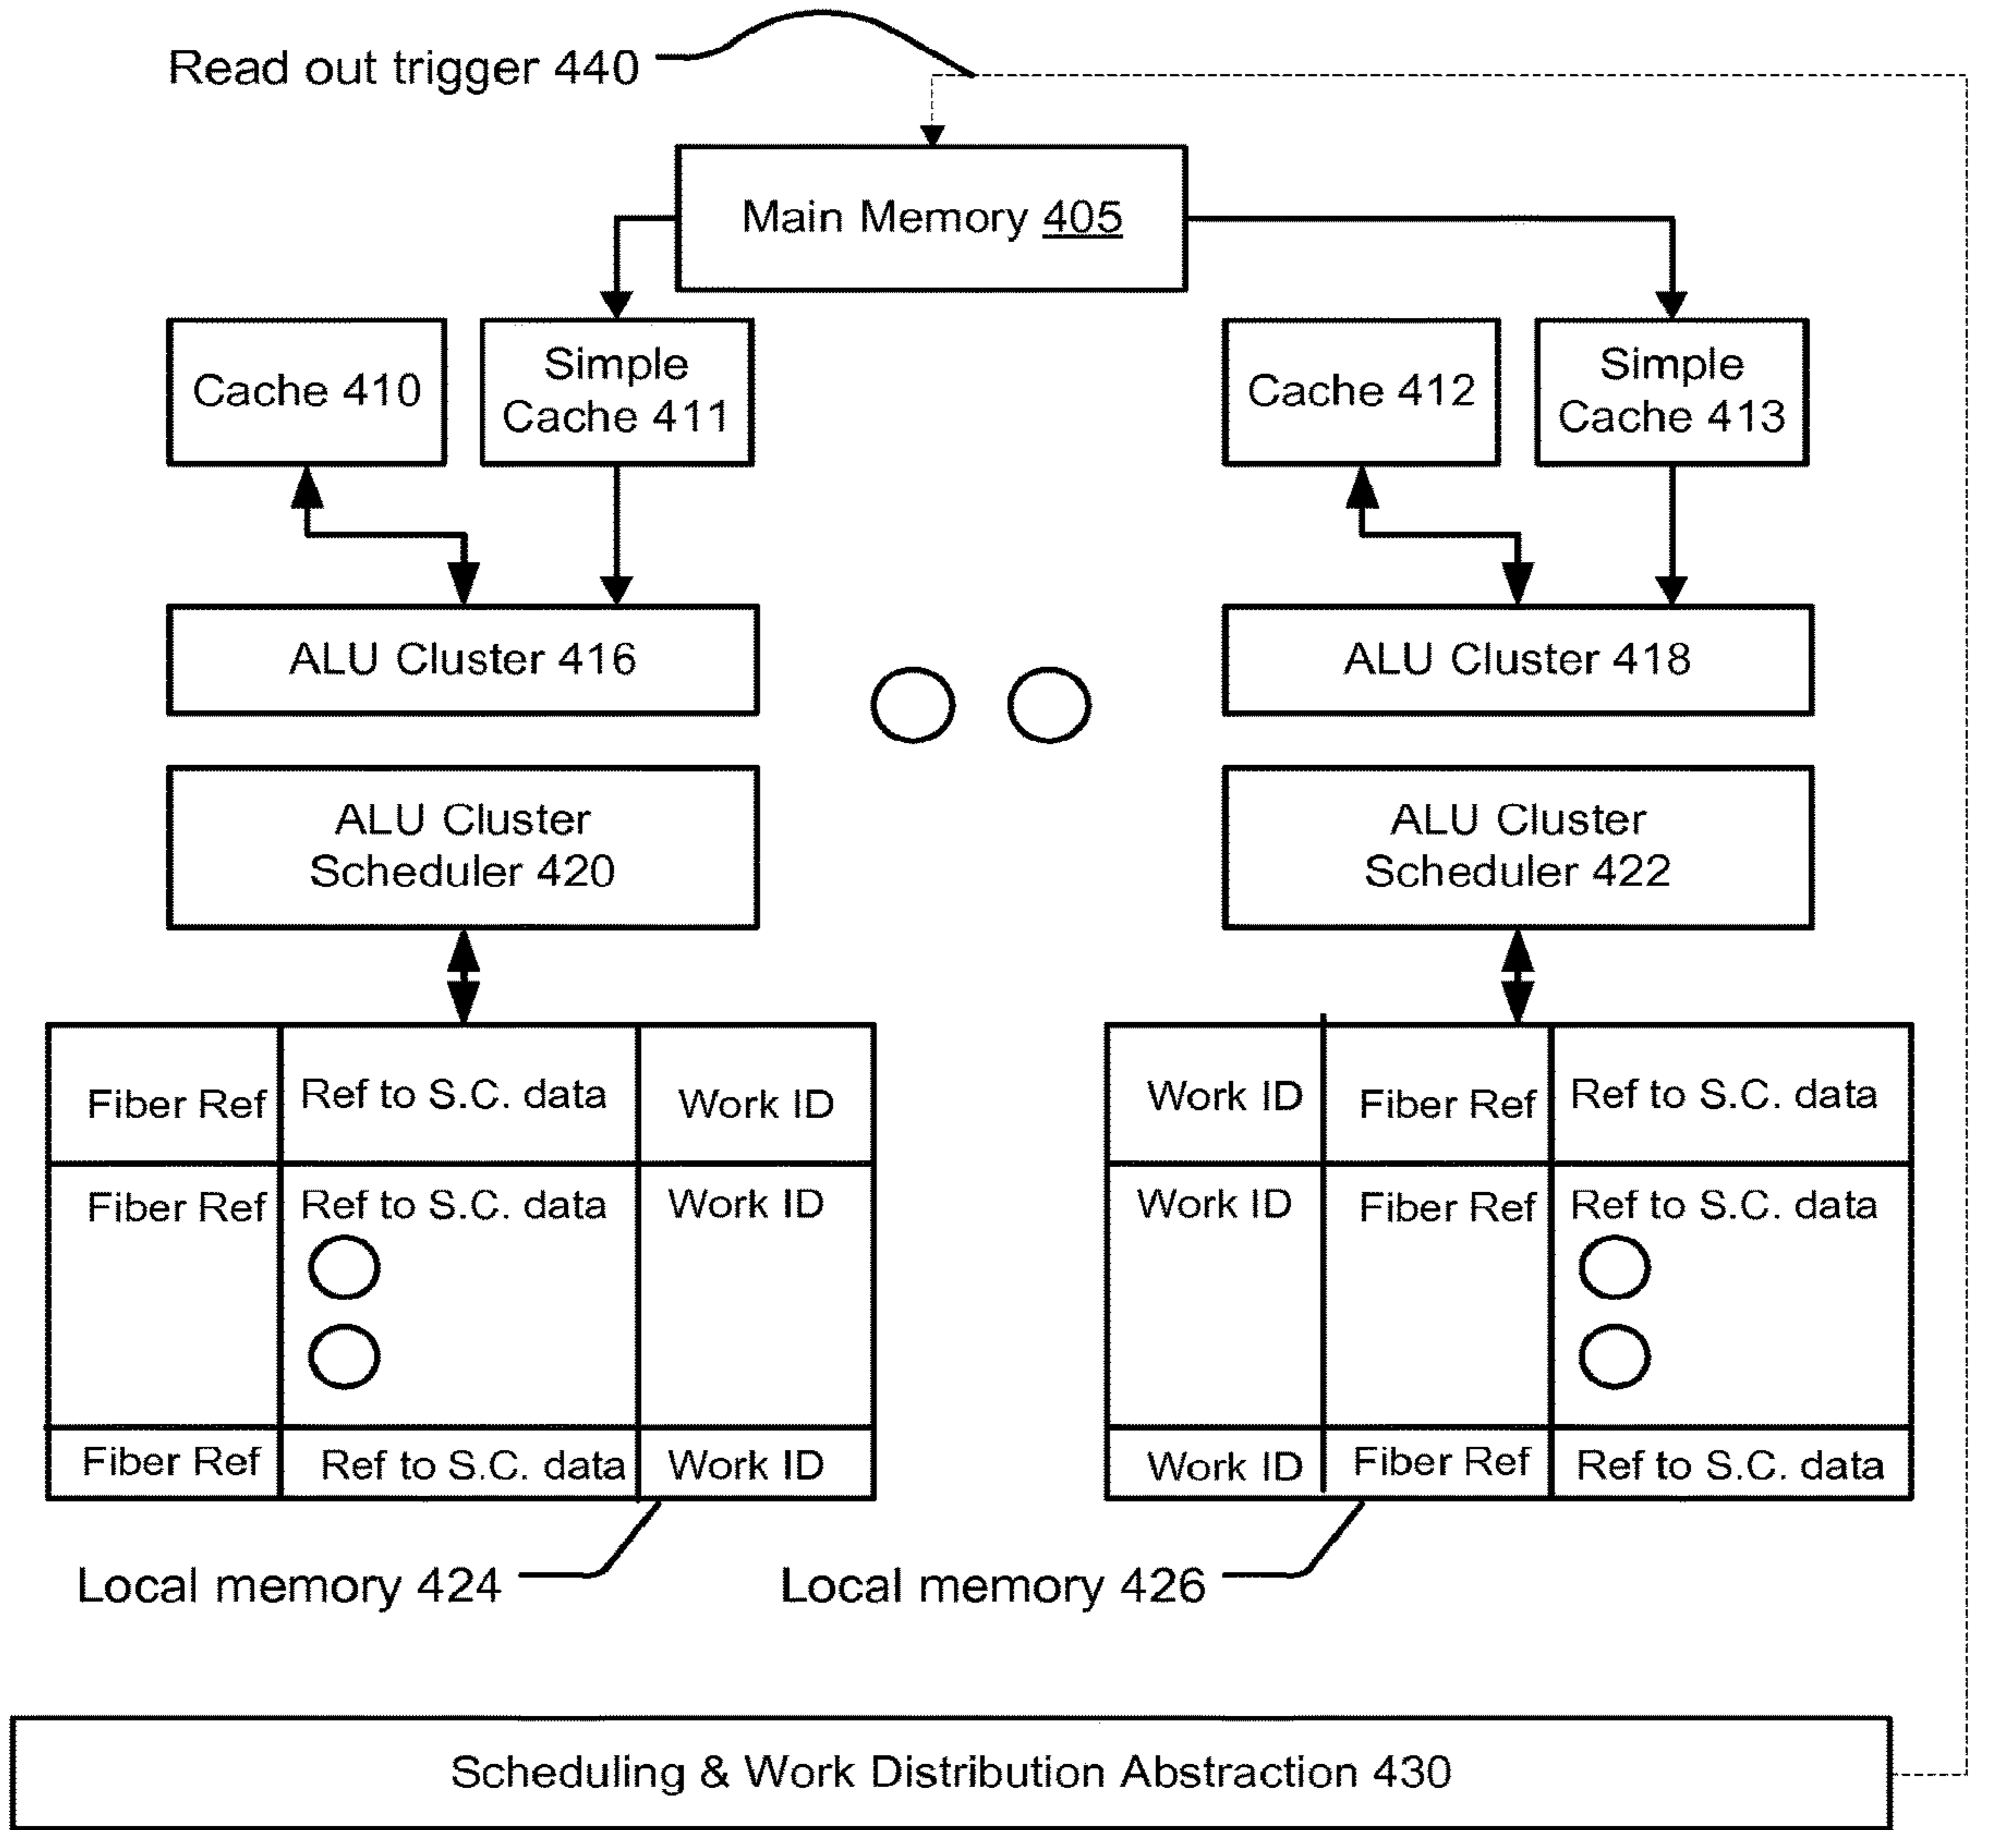 Read out trigger 440
Main Memory 405
Cache 410
Simple
Cache 411
Cache 412
Simple
Cache 413
ALU Cluster 416
ALU Cluster 418
ALU Cluster
Scheduler 420
ALU Cluster
Scheduler 422
Fiber Ref Ref to S.C. data Work ID
Fiber Ref Ref to S.C. data Work ID
Fiber Ref Ref to S.C. data Work ID
Work ID Fiber Ref Ref to S.C. data
Work ID Fiber Ref Ref to S.C. data
Work ID Fiber Ref Ref to S.C. data
Local memory 424
Local memory 426
Scheduling & Work Distribution Abstraction 430